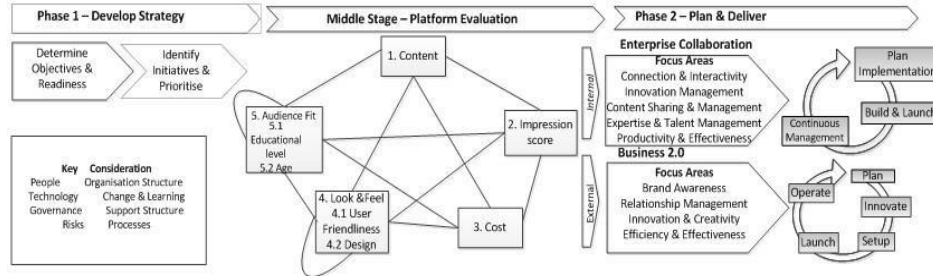 Phase 1 – Develop Strategy
Middle Stage – Platform Evaluation
Phase 2 – Plan & Deliver
Determine
Objectives &
Readiness
Identify
Initiatives &
Prioritise
Key Consideration
People Organisation Structure
Technology Change & Learning
Governance Support Structure
Risks Processes
1. Content
5. Audience Fit
5.1
Educational
level
5.2 Age
2. Impression
score
4. Look &Feel
4.1 User
Friendliness
4.2 Design
3. Cost
Internal
Enterprise Collaboration
Focus Areas
Connection & Interactivity
Innovation Management
Content Sharing & Management
Expertise & Talent Management
Productivity & Effectiveness
Plan
Implementation
Build & Launch
Continuous
Management
External
Business 2.0
Focus Areas
Brand Awareness
Relationship Management
Innovation & Creativity
Efficiency & Effectiveness
Plan
Innovate
Setup
Launch
Operate